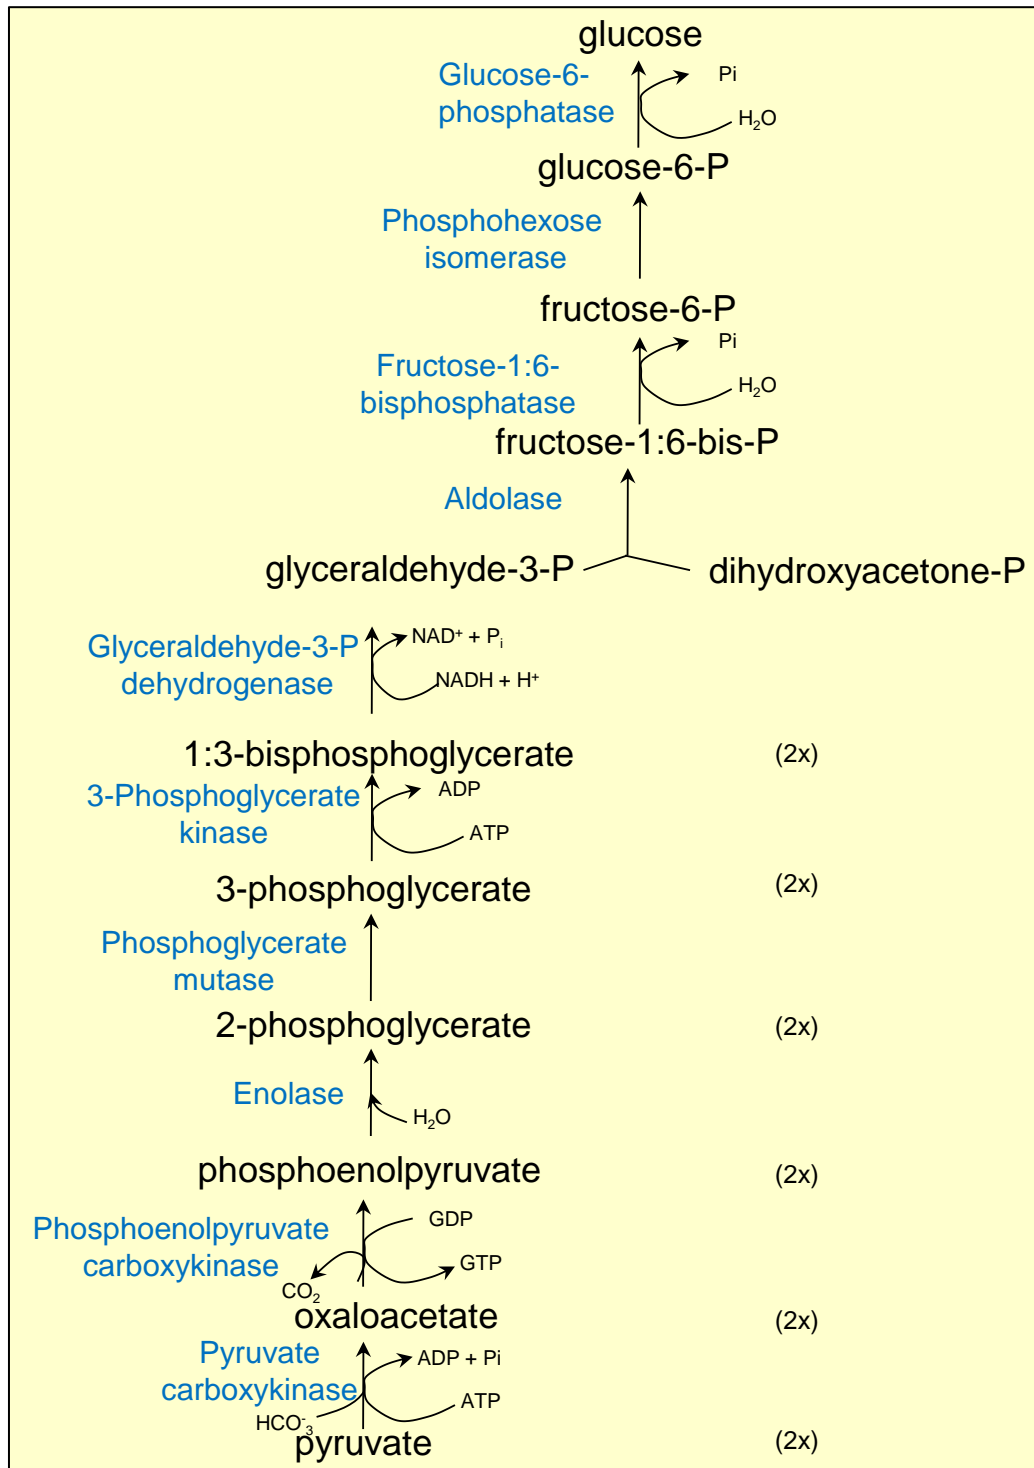 glucose
Glucose-6-
phosphatase
Pi
H₂O
glucose-6-P
Phosphohexose
isomerase
fructose-6-P
Pi
Fructose-1:6-
bisphosphatase
H₂O
fructose-1:6-bis-P
Aldolase
glyceraldehyde-3-P
dihydroxyacetone-P
Glyceraldehyde-3-P
dehydrogenase
NAD⁺ + Pᵢ
NADH + H⁺
1:3-bisphosphoglycerate
(2x)
3-Phosphoglycerate
kinase
ADP
ATP
3-phosphoglycerate
(2x)
Phosphoglycerate
mutase
2-phosphoglycerate
(2x)
Enolase
H₂O
phosphoenolpyruvate
(2x)
Phosphoenolpyruvate
carboxykinase
GDP
GTP
CO₂
oxaloacetate
(2x)
Pyruvate
carboxykinase
ADP + Pi
ATP
HCO⁻₃
pyruvate
(2x)